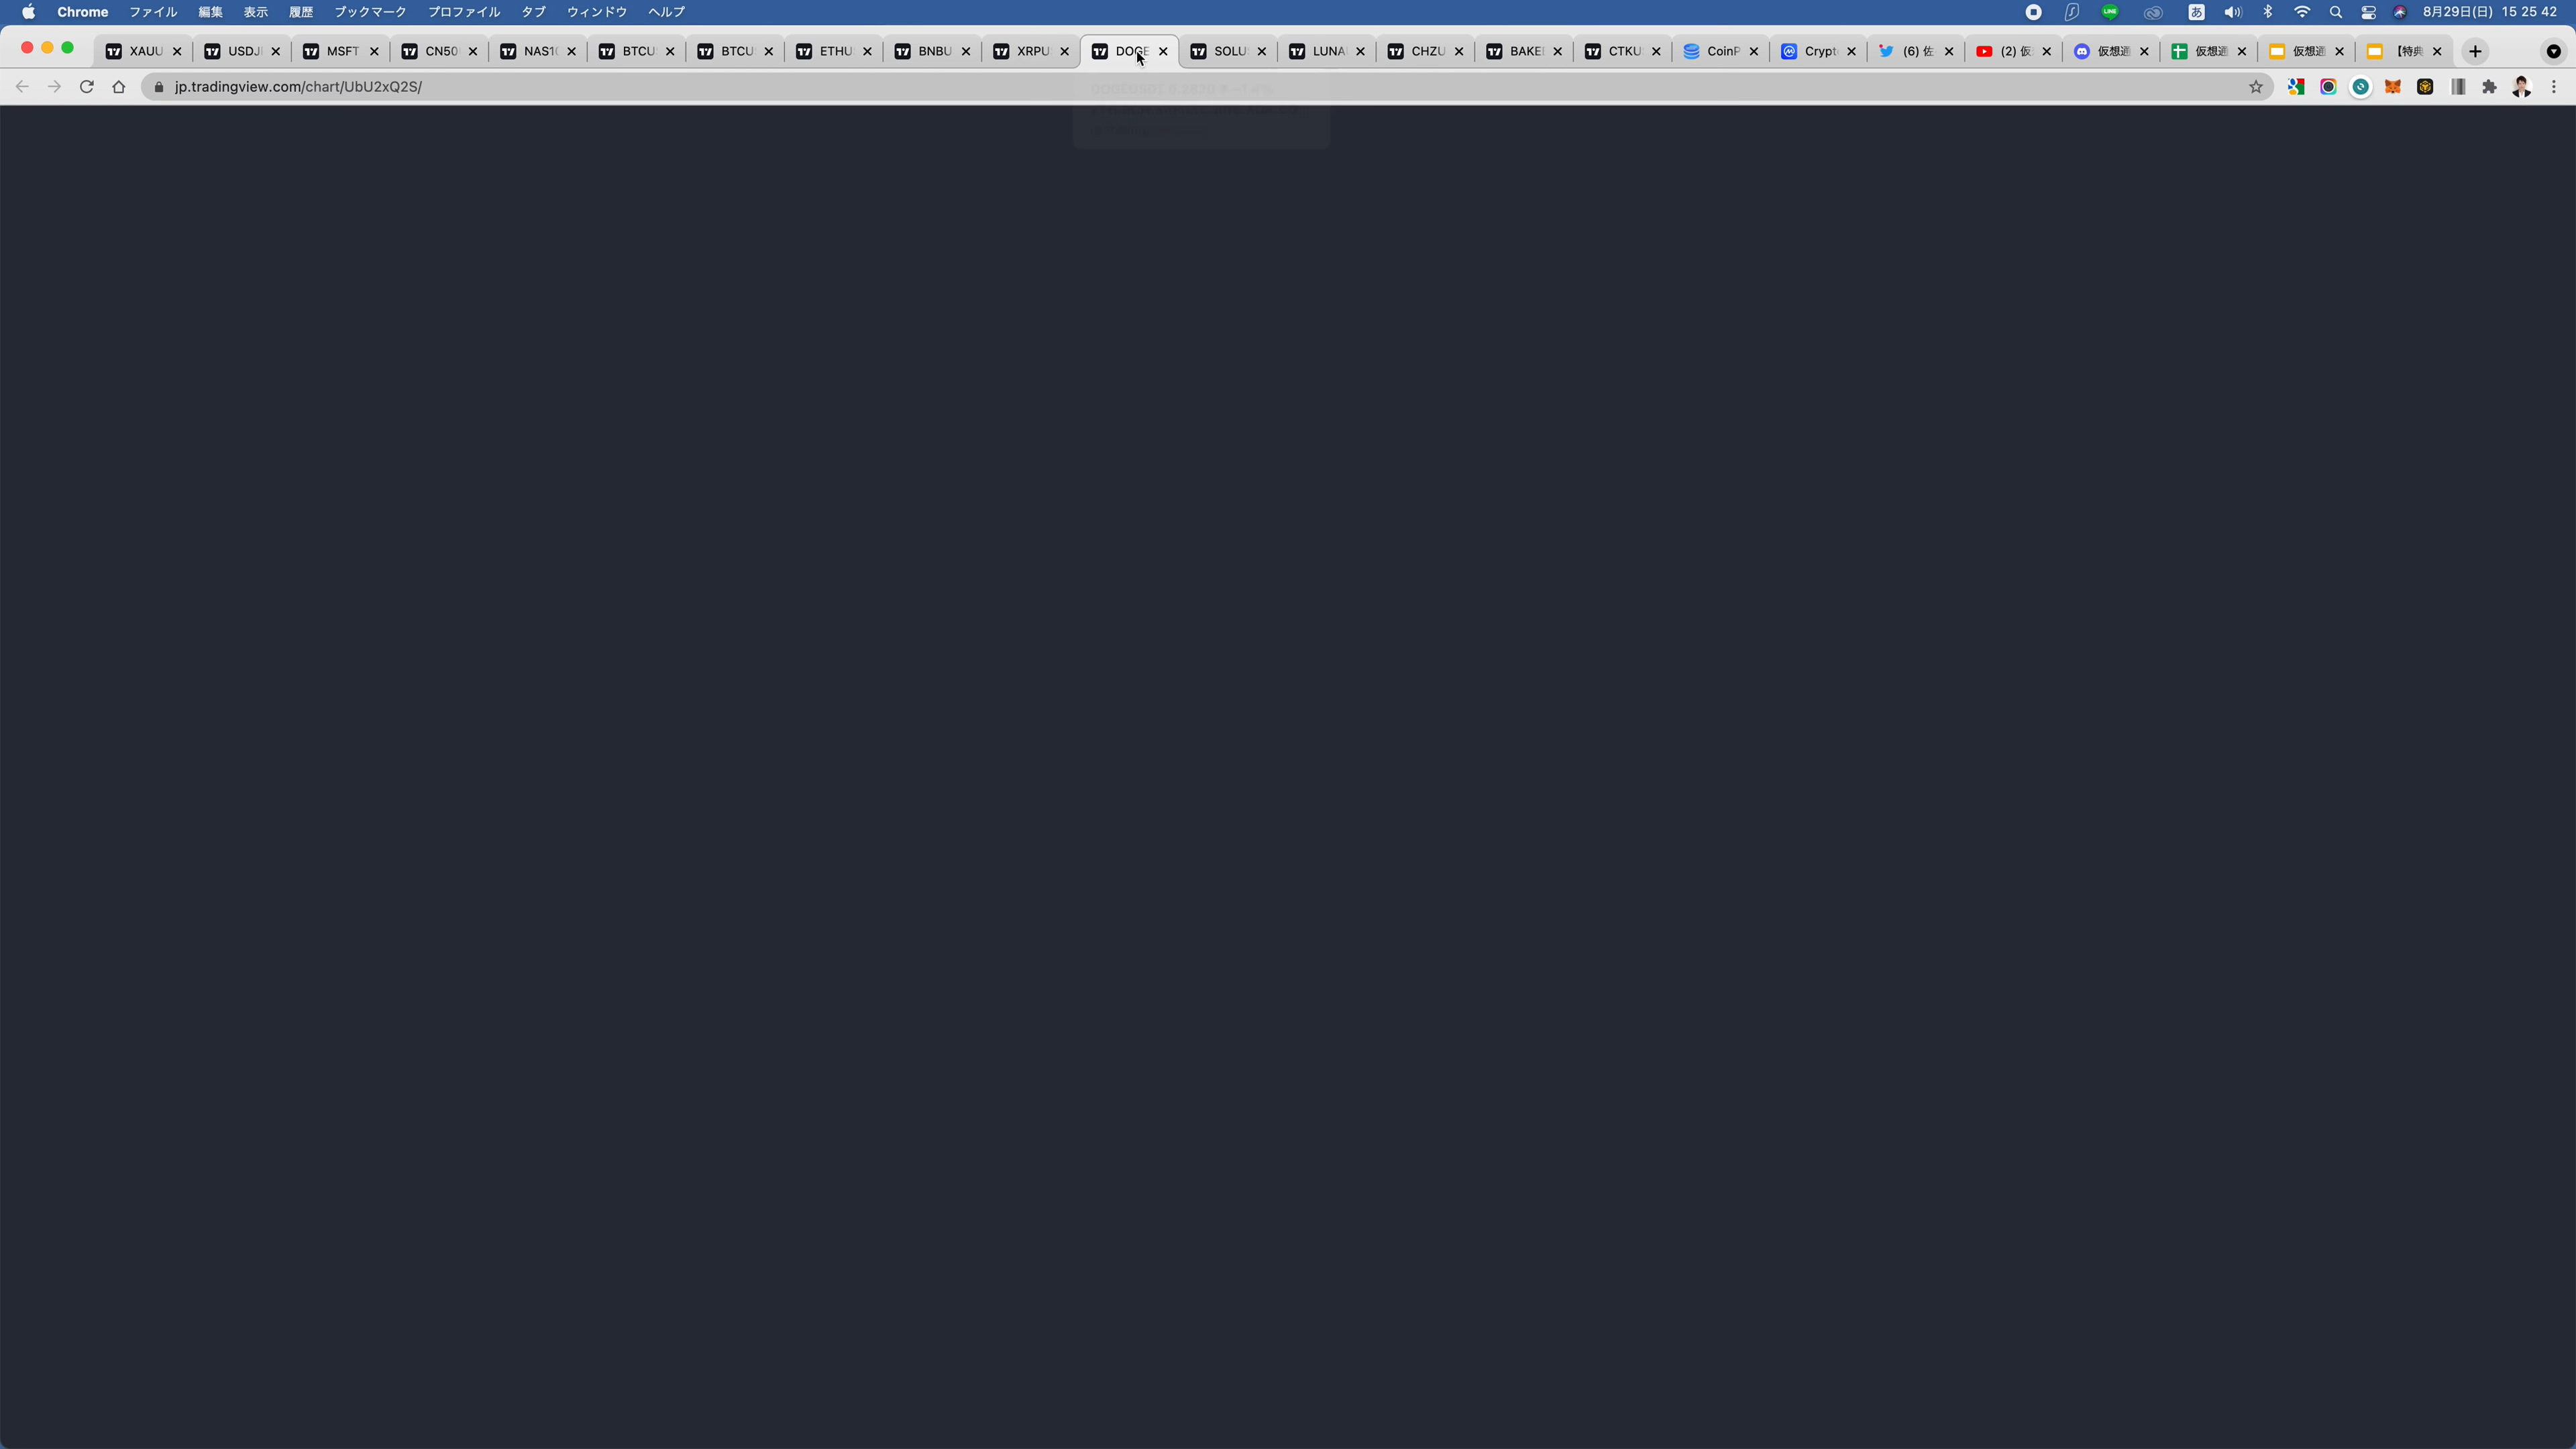 Chrome ファイル 編集 表示 履歴 ブックマーク プロファイル タブ ウィンドウ ヘルプ LINE あ 8月29日(日) 15 25 42
XAUU USDJ MSFT CN50 NAS1 BTCU BTCU ETHU BNBU XRPU DOGE SOLU LUNA CHZU BAKE CTKU CoinP Crypt (6) 佐 (2) 仮 仮想通 仮想通 仮想通 【特典
jp.tradingview.com/chart/UbU2xQ2S/